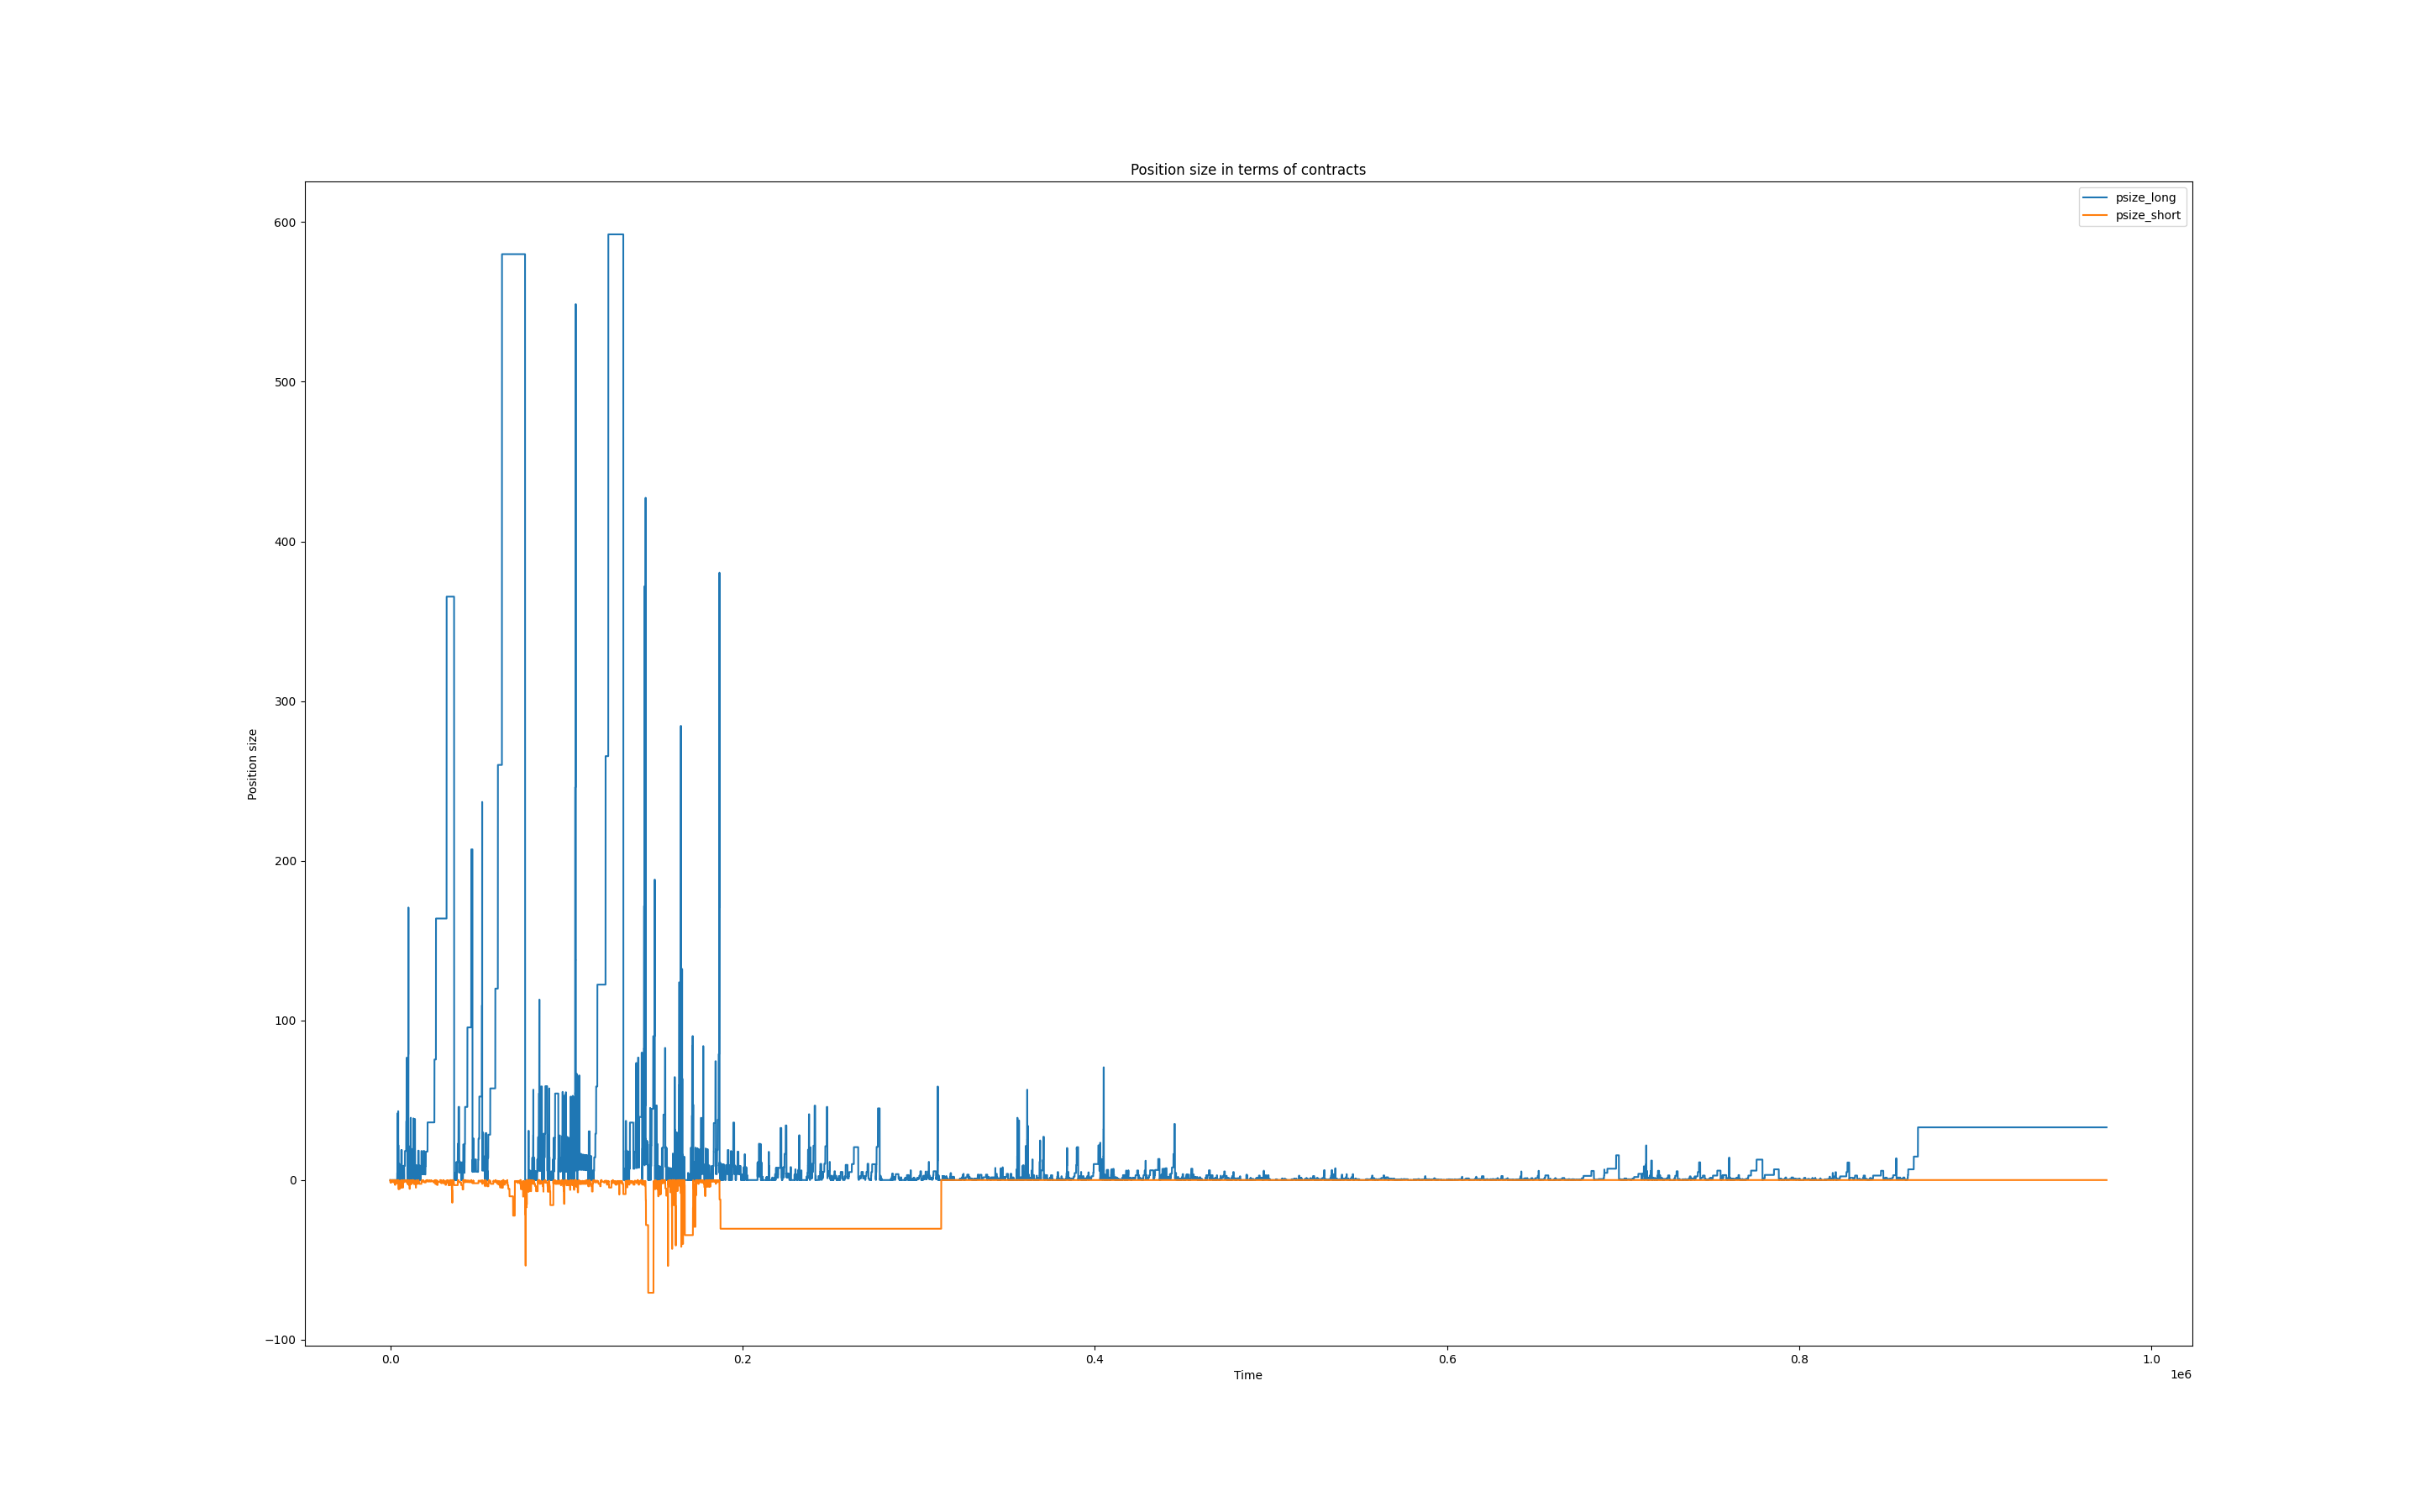 Position size in terms of contracts
psize_long
psize_short
600
500
400
300
200
100
0
−100
Position size
0.0
0.2
0.4
0.6
0.8
1.0
Time
1e6